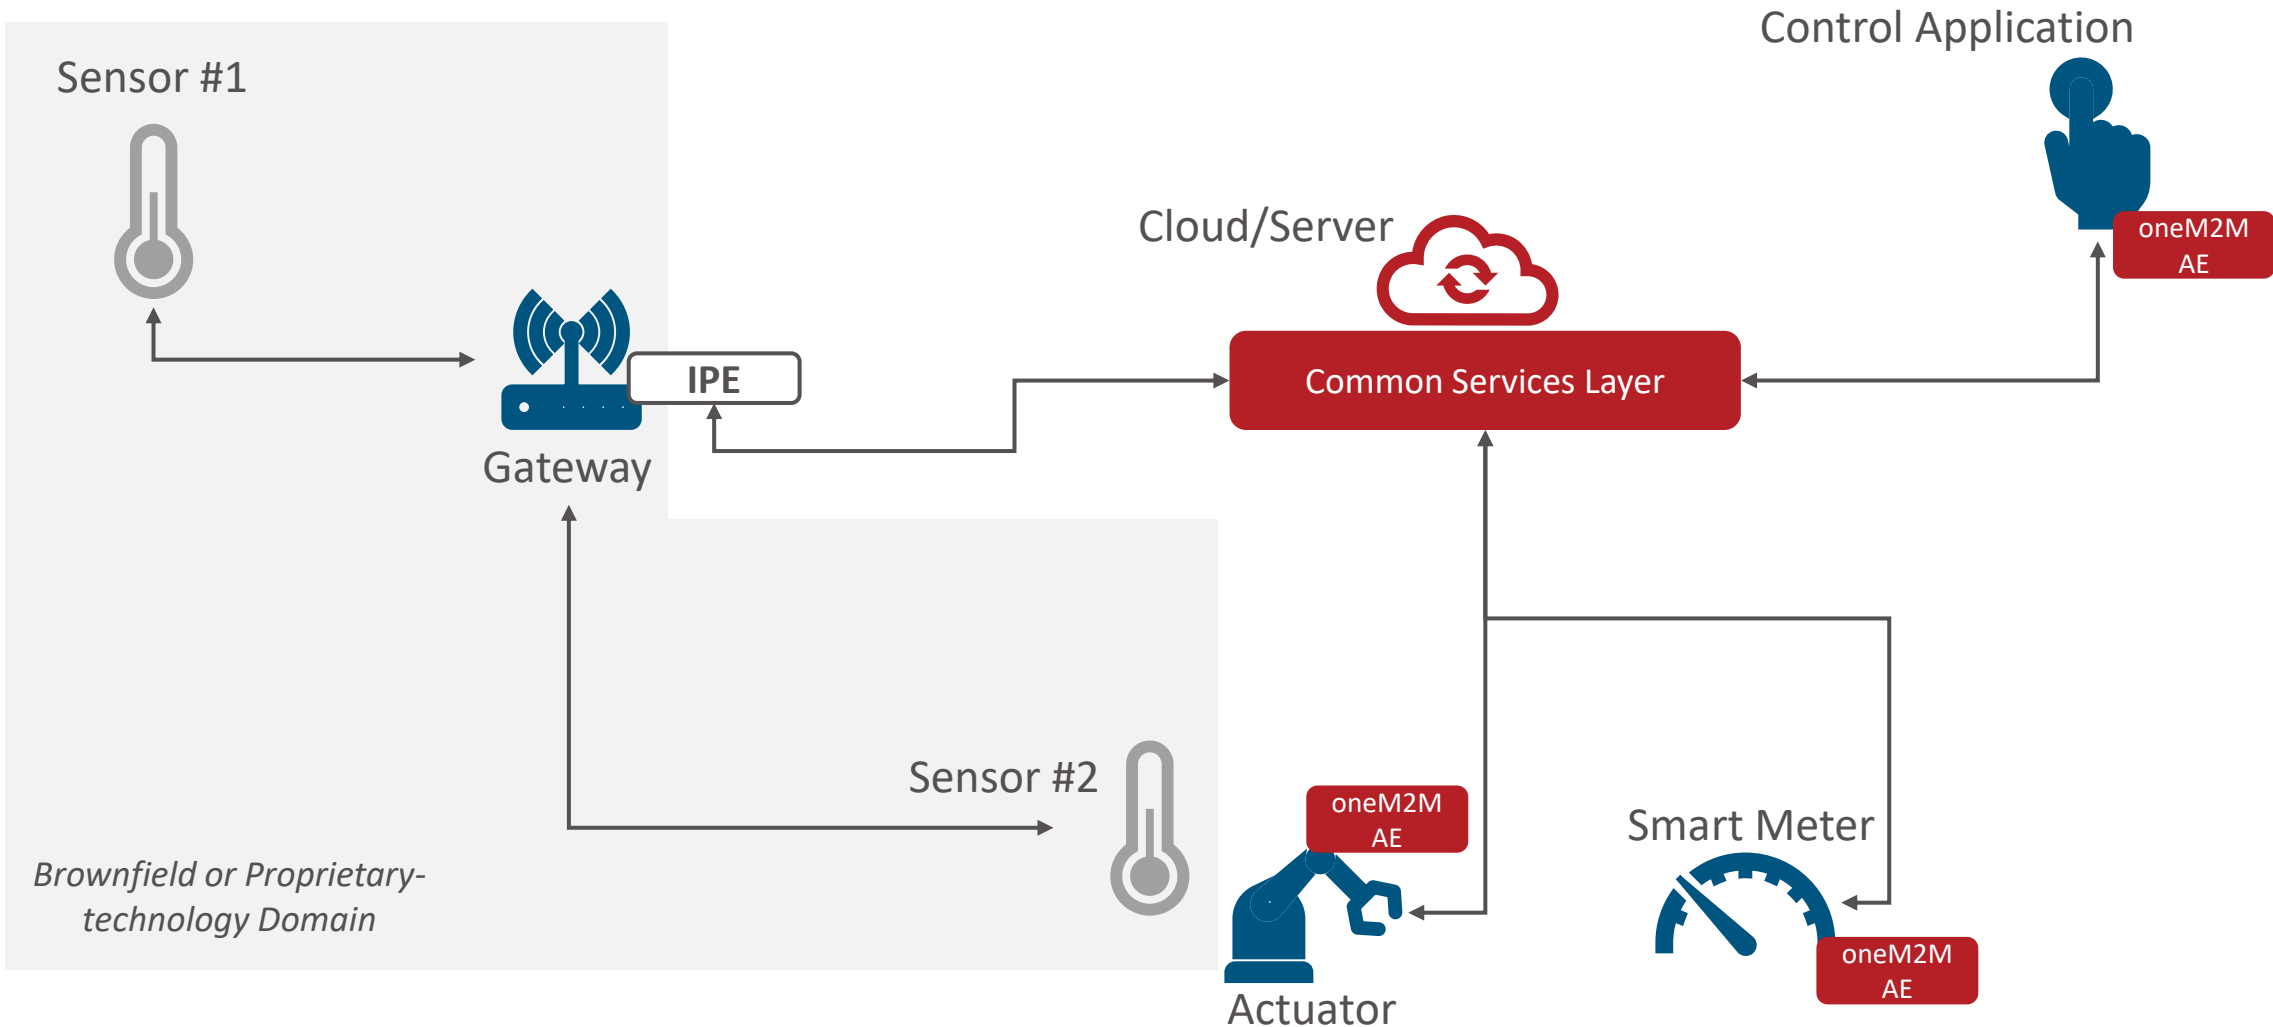 Control Application
Sensor #1
oneM2M
AE
Cloud/Server
IPE
Common Services Layer
Gateway
Sensor #2
oneM2M
AE
Smart Meter
Brownfield or Proprietary-
technology Domain
oneM2M
AE
Actuator